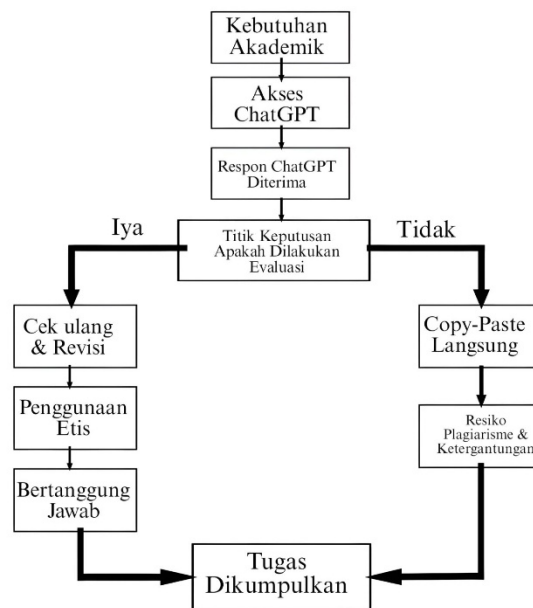 Kebutuhan
Akademik
Akses
ChatGPT
Respon ChatGPT
Diterima
Iya
Titik Keputusan
Apakah Dilakukan
Evaluasi
Tidak
Cek ulang
& Revisi
Penggunaan
Etis
Bertanggung
Jawab
Copy-Paste
Langsung
Resiko
Plagiarisme &
Ketergantungan
Tugas
Dikumpulkan